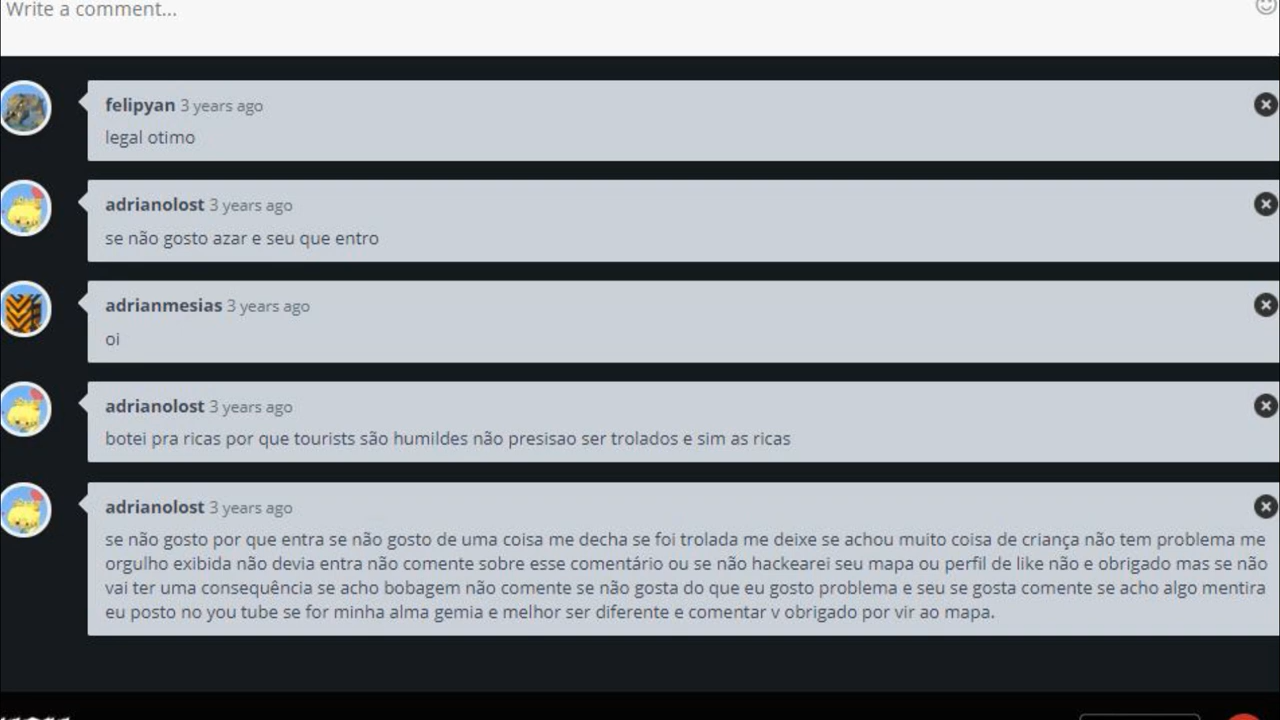 Write a comment...
felipyan 3 years ago
legal otimo
adrianolost 3 years ago
se não gosto azar e seu que entro
adrianmesias 3 years ago
oi
adrianolost 3 years ago
botei pra ricas por que tourists são humildes não presisao ser trolados e sim as ricas
adrianolost 3 years ago
se não gosto por que entra se não gosto de uma coisa me decha se foi trolada me deixe se achou muito coisa de criança não tem problema me
orgulho exibida não devia entra não comente sobre esse comentário ou se não hackearei seu mapa ou perfil de like não e obrigado mas se não
vai ter uma consequência se acho bobagem não comente se não gosta do que eu gosto problema e seu se gosta comente se acho algo mentira
eu posto no you tube se for minha alma gemia e melhor ser diferente e comentar v obrigado por vir ao mapa.